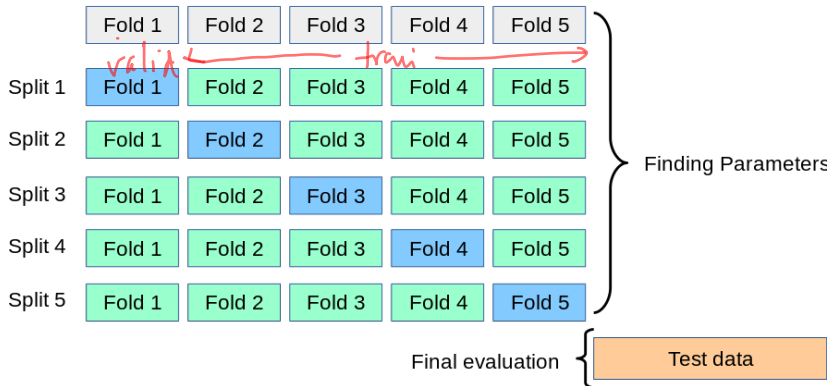 Fold 1 Fold 2 Fold 3 Fold 4 Fold 5
valid train
Split 1 Fold 1 Fold 2 Fold 3 Fold 4 Fold 5
Split 2 Fold 1 Fold 2 Fold 3 Fold 4 Fold 5
Finding Parameters
Split 3 Fold 1 Fold 2 Fold 3 Fold 4 Fold 5
Split 4 Fold 1 Fold 2 Fold 3 Fold 4 Fold 5
Split 5 Fold 1 Fold 2 Fold 3 Fold 4 Fold 5
Final evaluation Test data